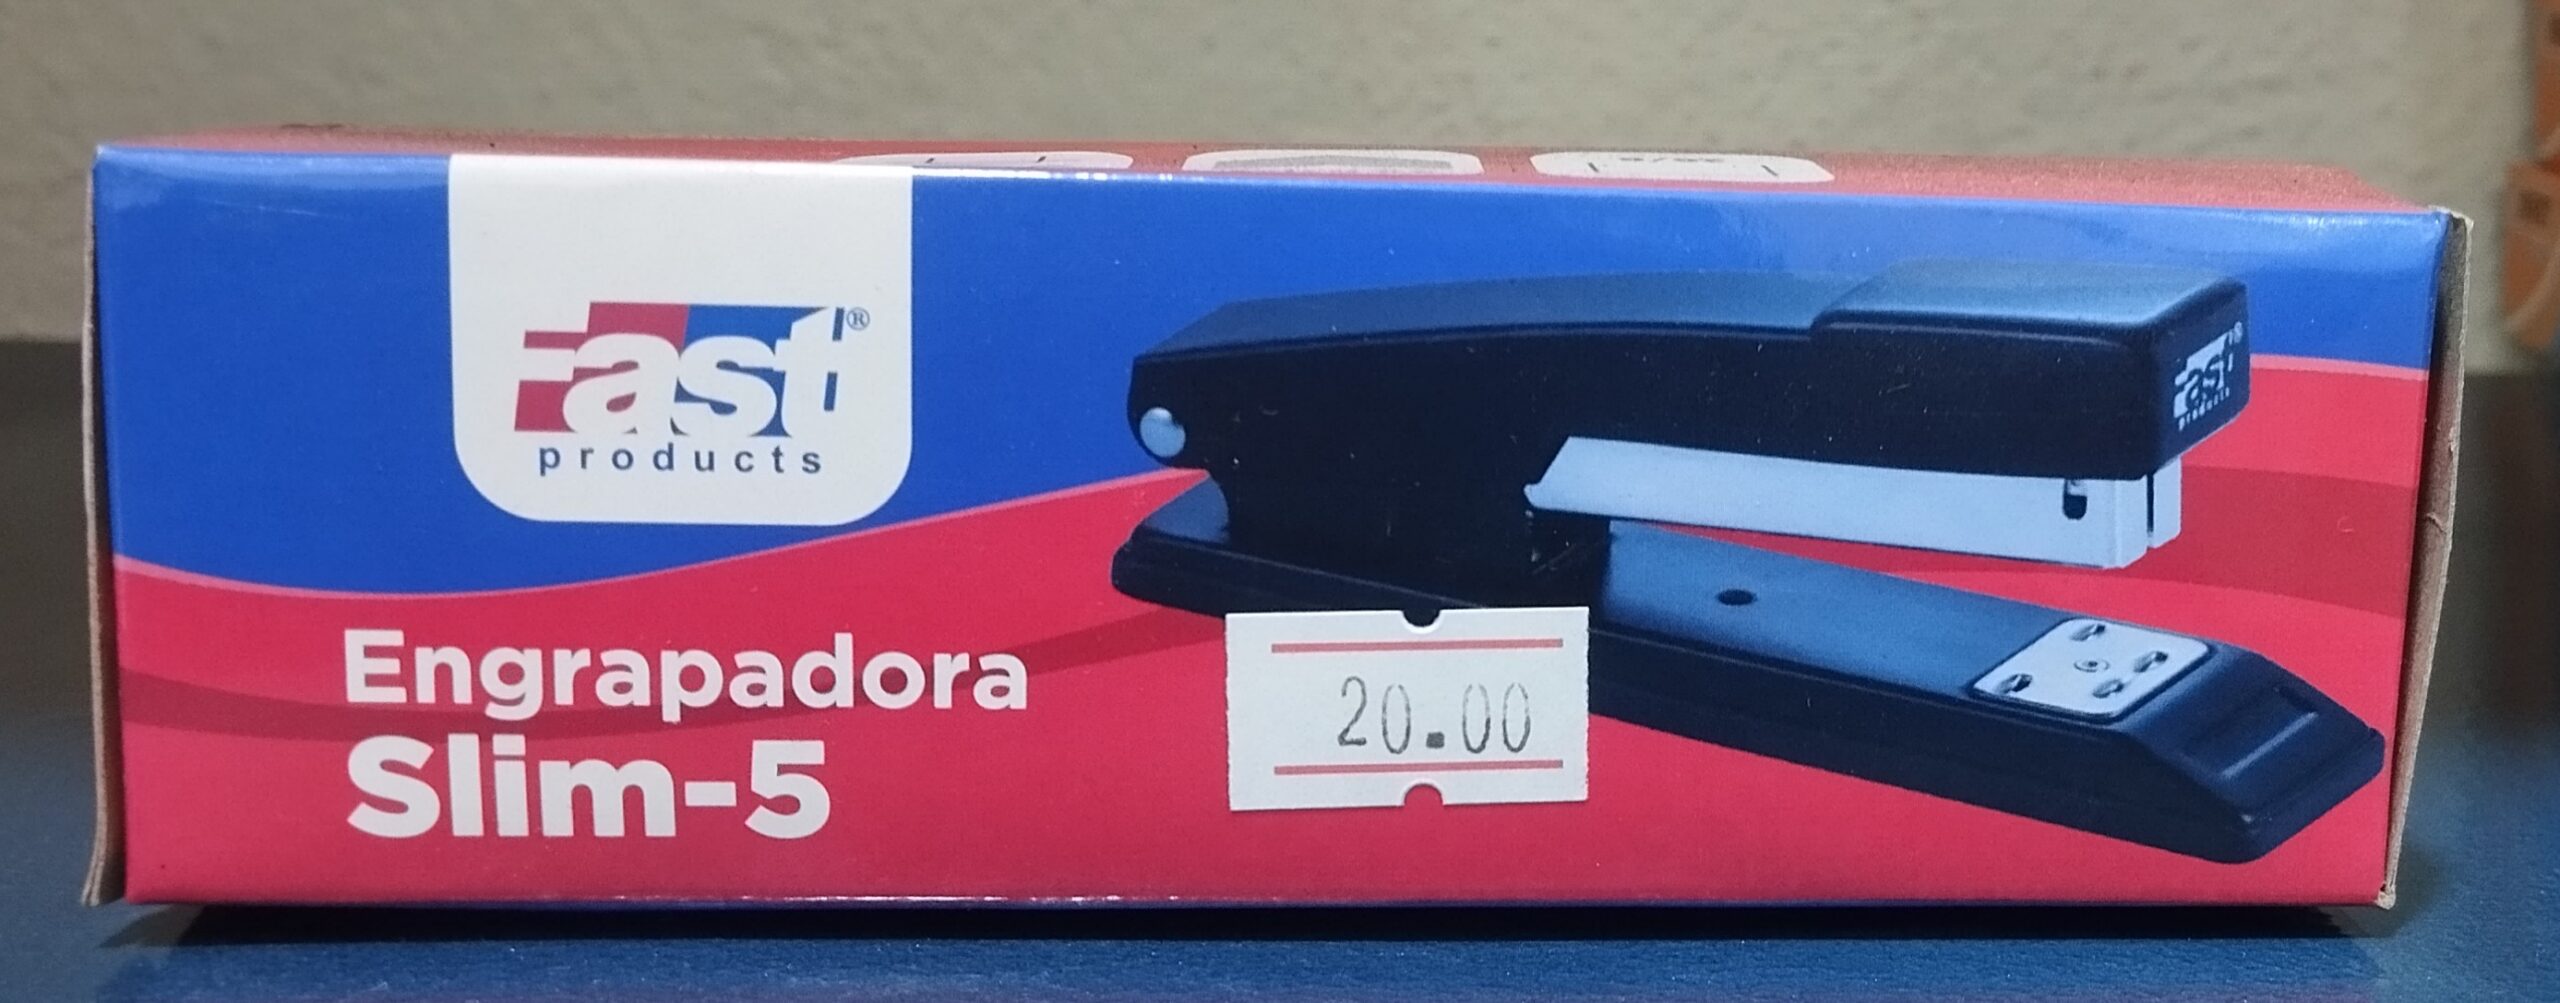 Fast®
products
Fast®
products
Engrapadora
Slim-5
20.00